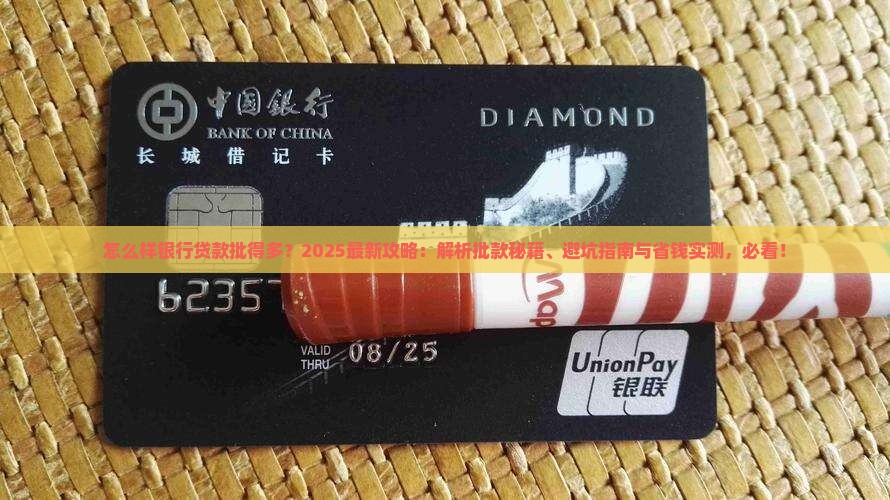 中国银行
BANK OF CHINA
长城借记卡
DIAMOND
怎么样银行贷款批得多？2025最新攻略：解析批款秘籍、避坑指南与省钱实测，必看！
62357
Wap
VALID
THRU
08/25
UnionPay
银联